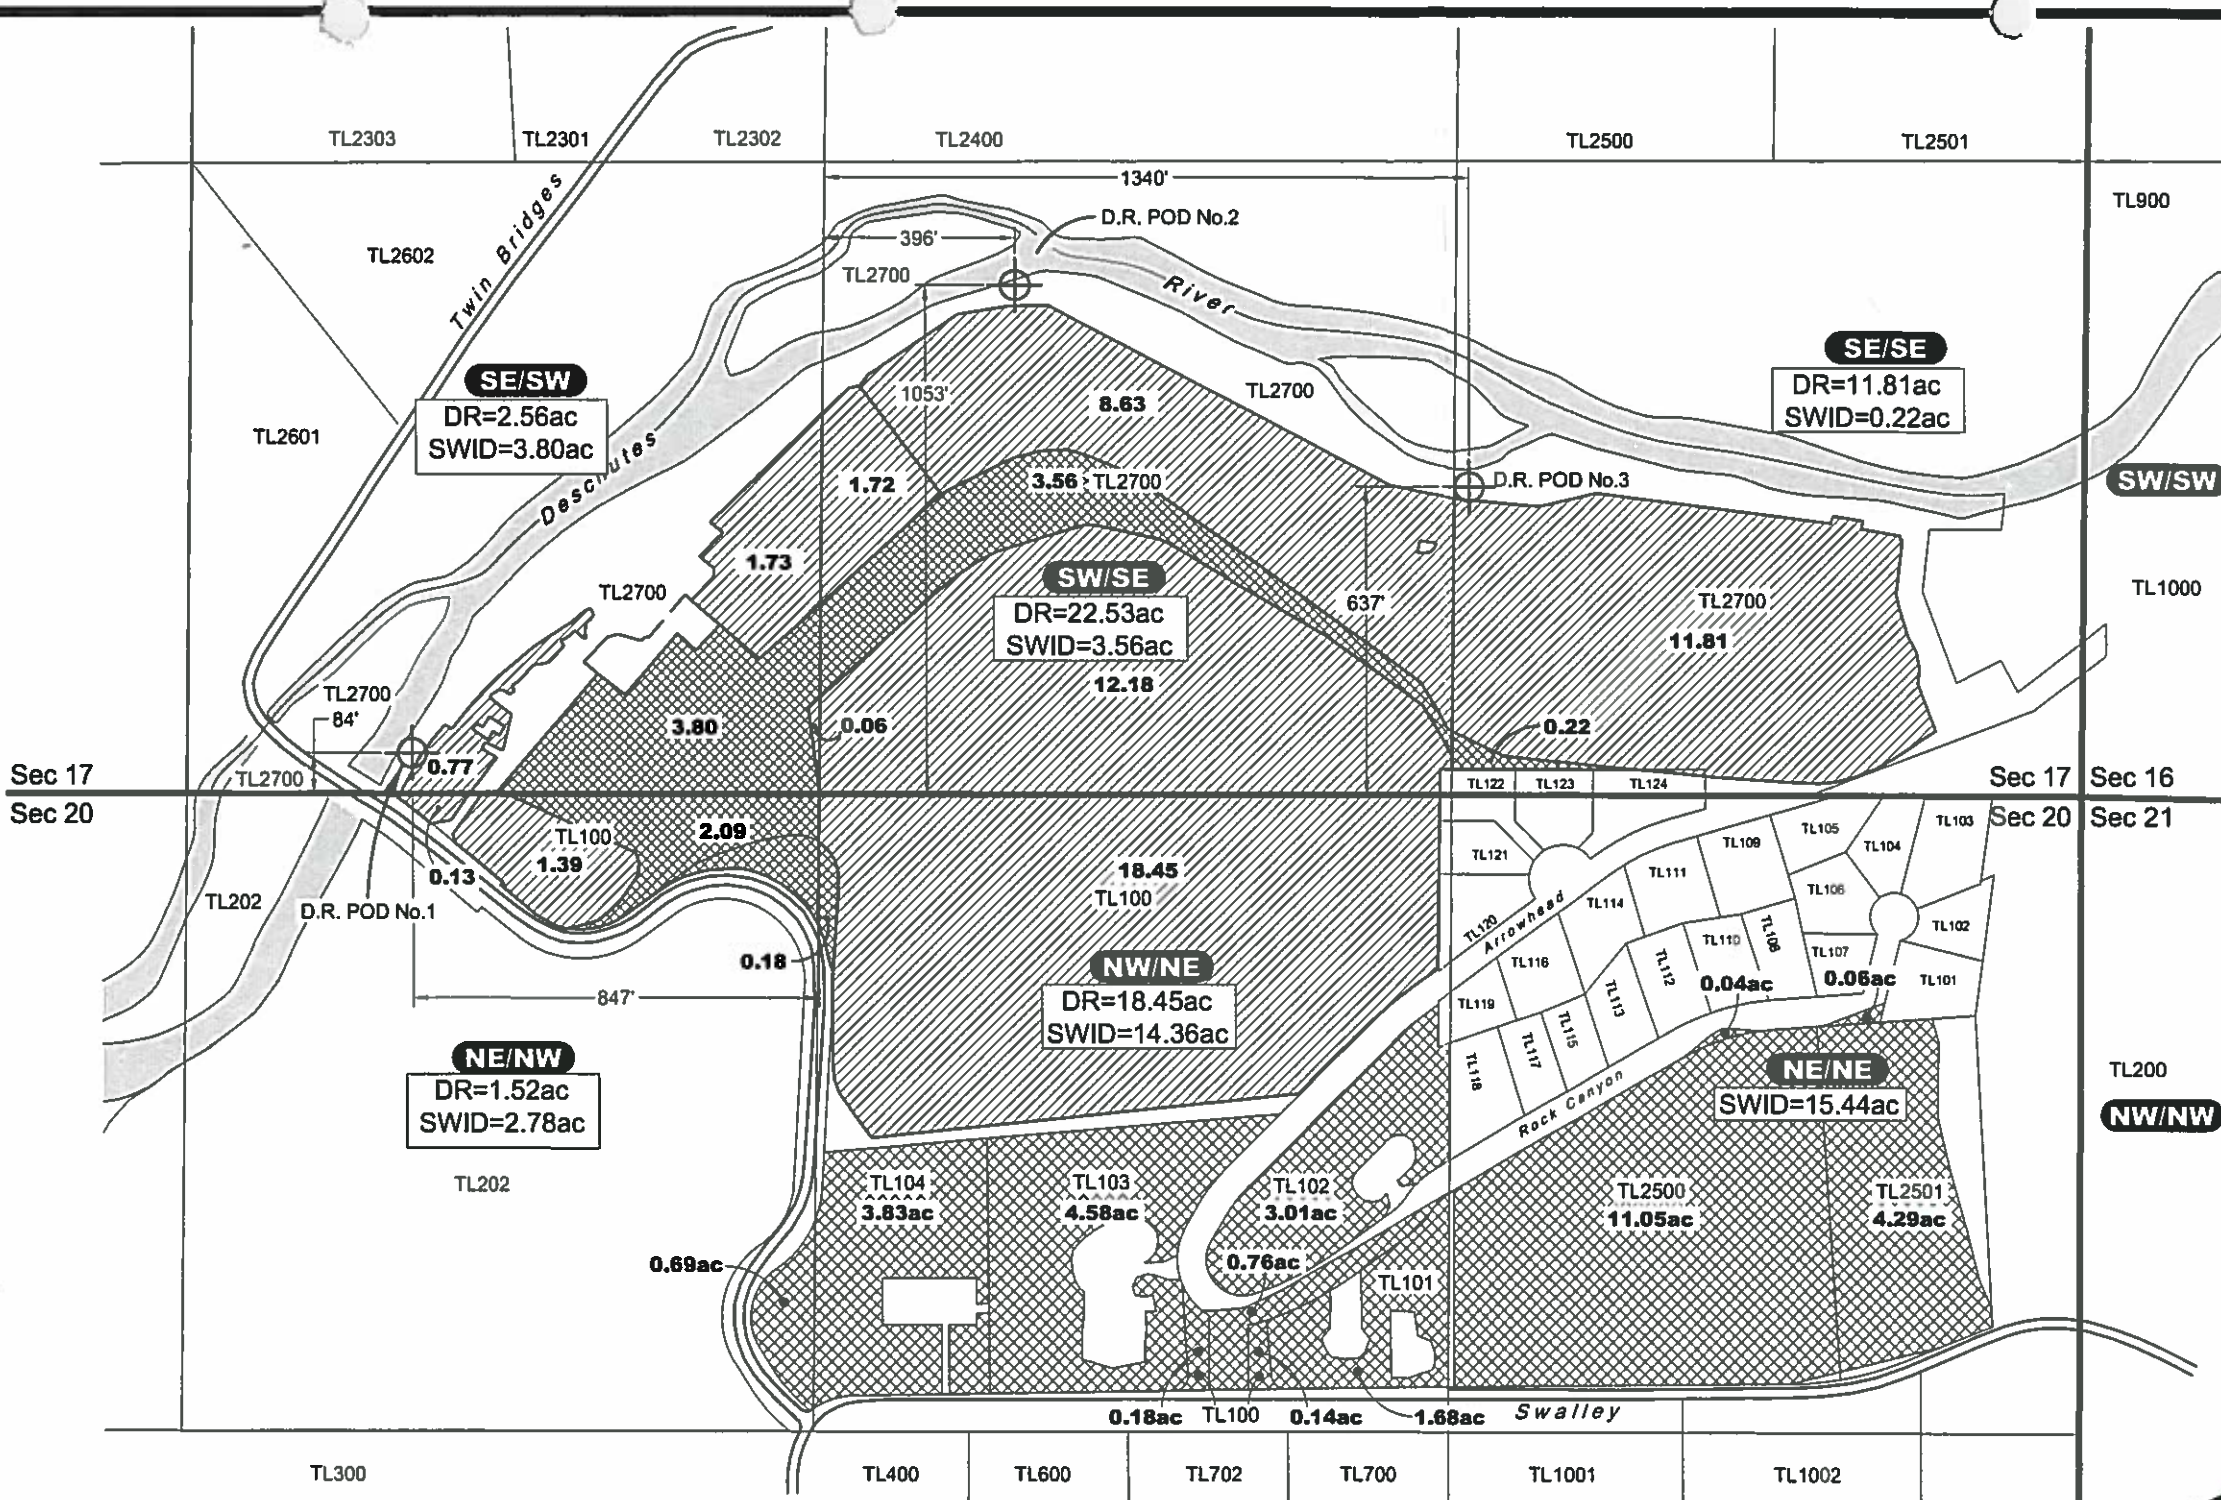 TL2303
TL2301
TL2302
TL2400
TL2500
TL2501
1340'
TL900
Twin Bridges
TL2602
D.R. POD No.2
396'
TL2700
River
SE/SW
DR=2.56ac
SWID=3.80ac
SE/SE
DR=11.81ac
SWID=0.22ac
1053'
8.63
TL2700
TL2601
Deschutes
1.72
3.56 TL2700
D.R. POD No.3
SW/SW
1.73
SW/SE
DR=22.53ac
SWID=3.56ac
12.18
TL2700
637'
TL2700
11.81
TL1000
TL2700
84'
3.80
0.06
0.22
0.77
TL2700
Sec 17
Sec 20
TL122
TL123
TL124
Sec 17
Sec 16
Sec 20
Sec 21
TL100
1.39
2.09
0.13
TL202
D.R. POD No.1
18.45
TL100
TL121
TL120
Arrowhead
TL109
TL105
TL104
TL103
TL111
TL106
TL114
TL102
0.18
847'
NW/NE
DR=18.45ac
SWID=14.36ac
TL116
TL110
TL108
TL107
TL112
0.04ac
0.06ac
TL101
TL119
TL113
TL115
TL117
TL118
NE/NW
DR=1.52ac
SWID=2.78ac
Rock Canyon
NE/NE
SWID=15.44ac
TL200
NW/NW
TL202
TL104
3.83ac
TL103
4.58ac
TL102
3.01ac
TL2500
11.05ac
TL2501
4.29ac
0.69ac
0.76ac
TL101
0.18ac
TL100
0.14ac
1.68ac
Swalley
TL300
TL400
TL600
TL702
TL700
TL1001
TL1002